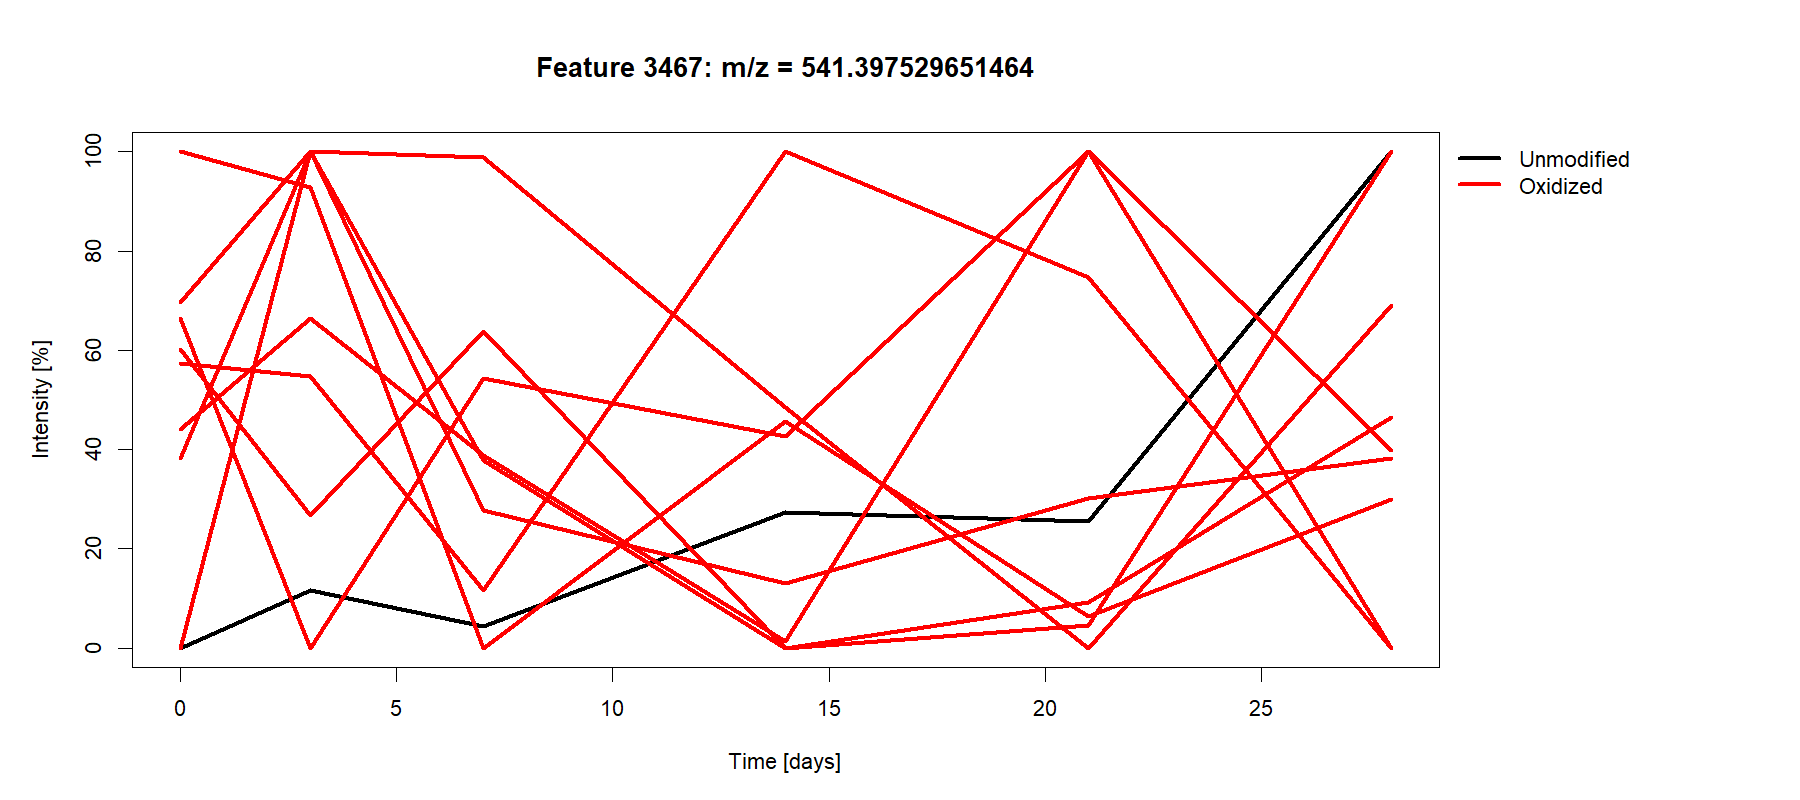 Feature 3467: m/z = 541.397529651464
Unmodified
Oxidized
Intensity [%]
100
80
60
40
20
0
0 5 10 15 20 25
Time [days]